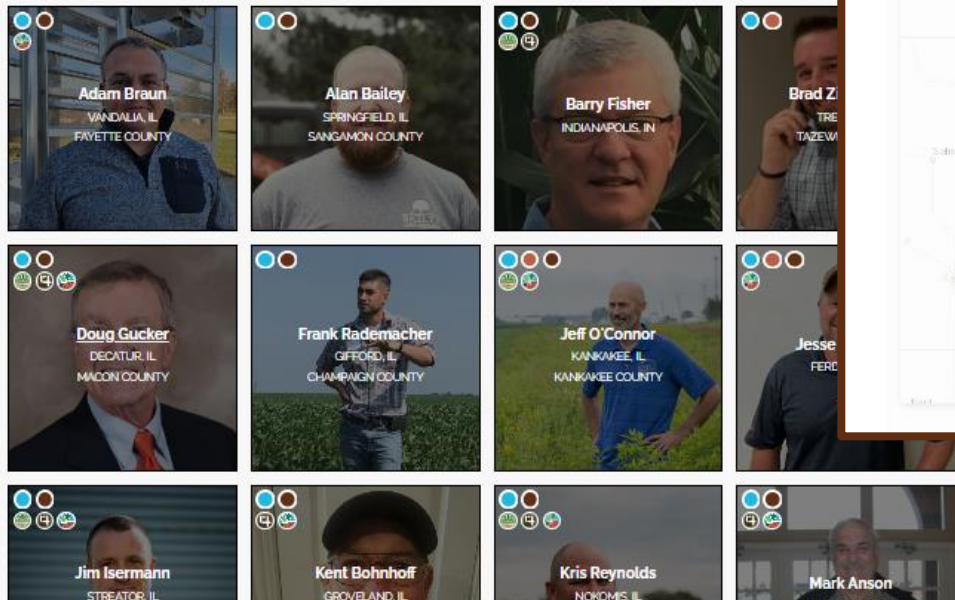 Adam Braun
VANDALIA, IL
FAYETTE COUNTY
Alan Bailey
SPRINGFIELD, IL
SANGAMON COUNTY
Barry Fisher
INDIANAPOLIS, IN
Brad
Doug Gucker
DECATUR, IL
MACON COUNTY
Frank Rademacher
GIFFORD, IL
CHAMPAIGN COUNTY
Jeff O'Connor
KANKAKEE, IL
KANKAKEE COUNTY
Jesse
Jim Isermann
STREATOR, IL
Kent Bohnhoff
GROVELAND, IL
Kris Reynolds
NOKOMIS, IL
Mark Anson